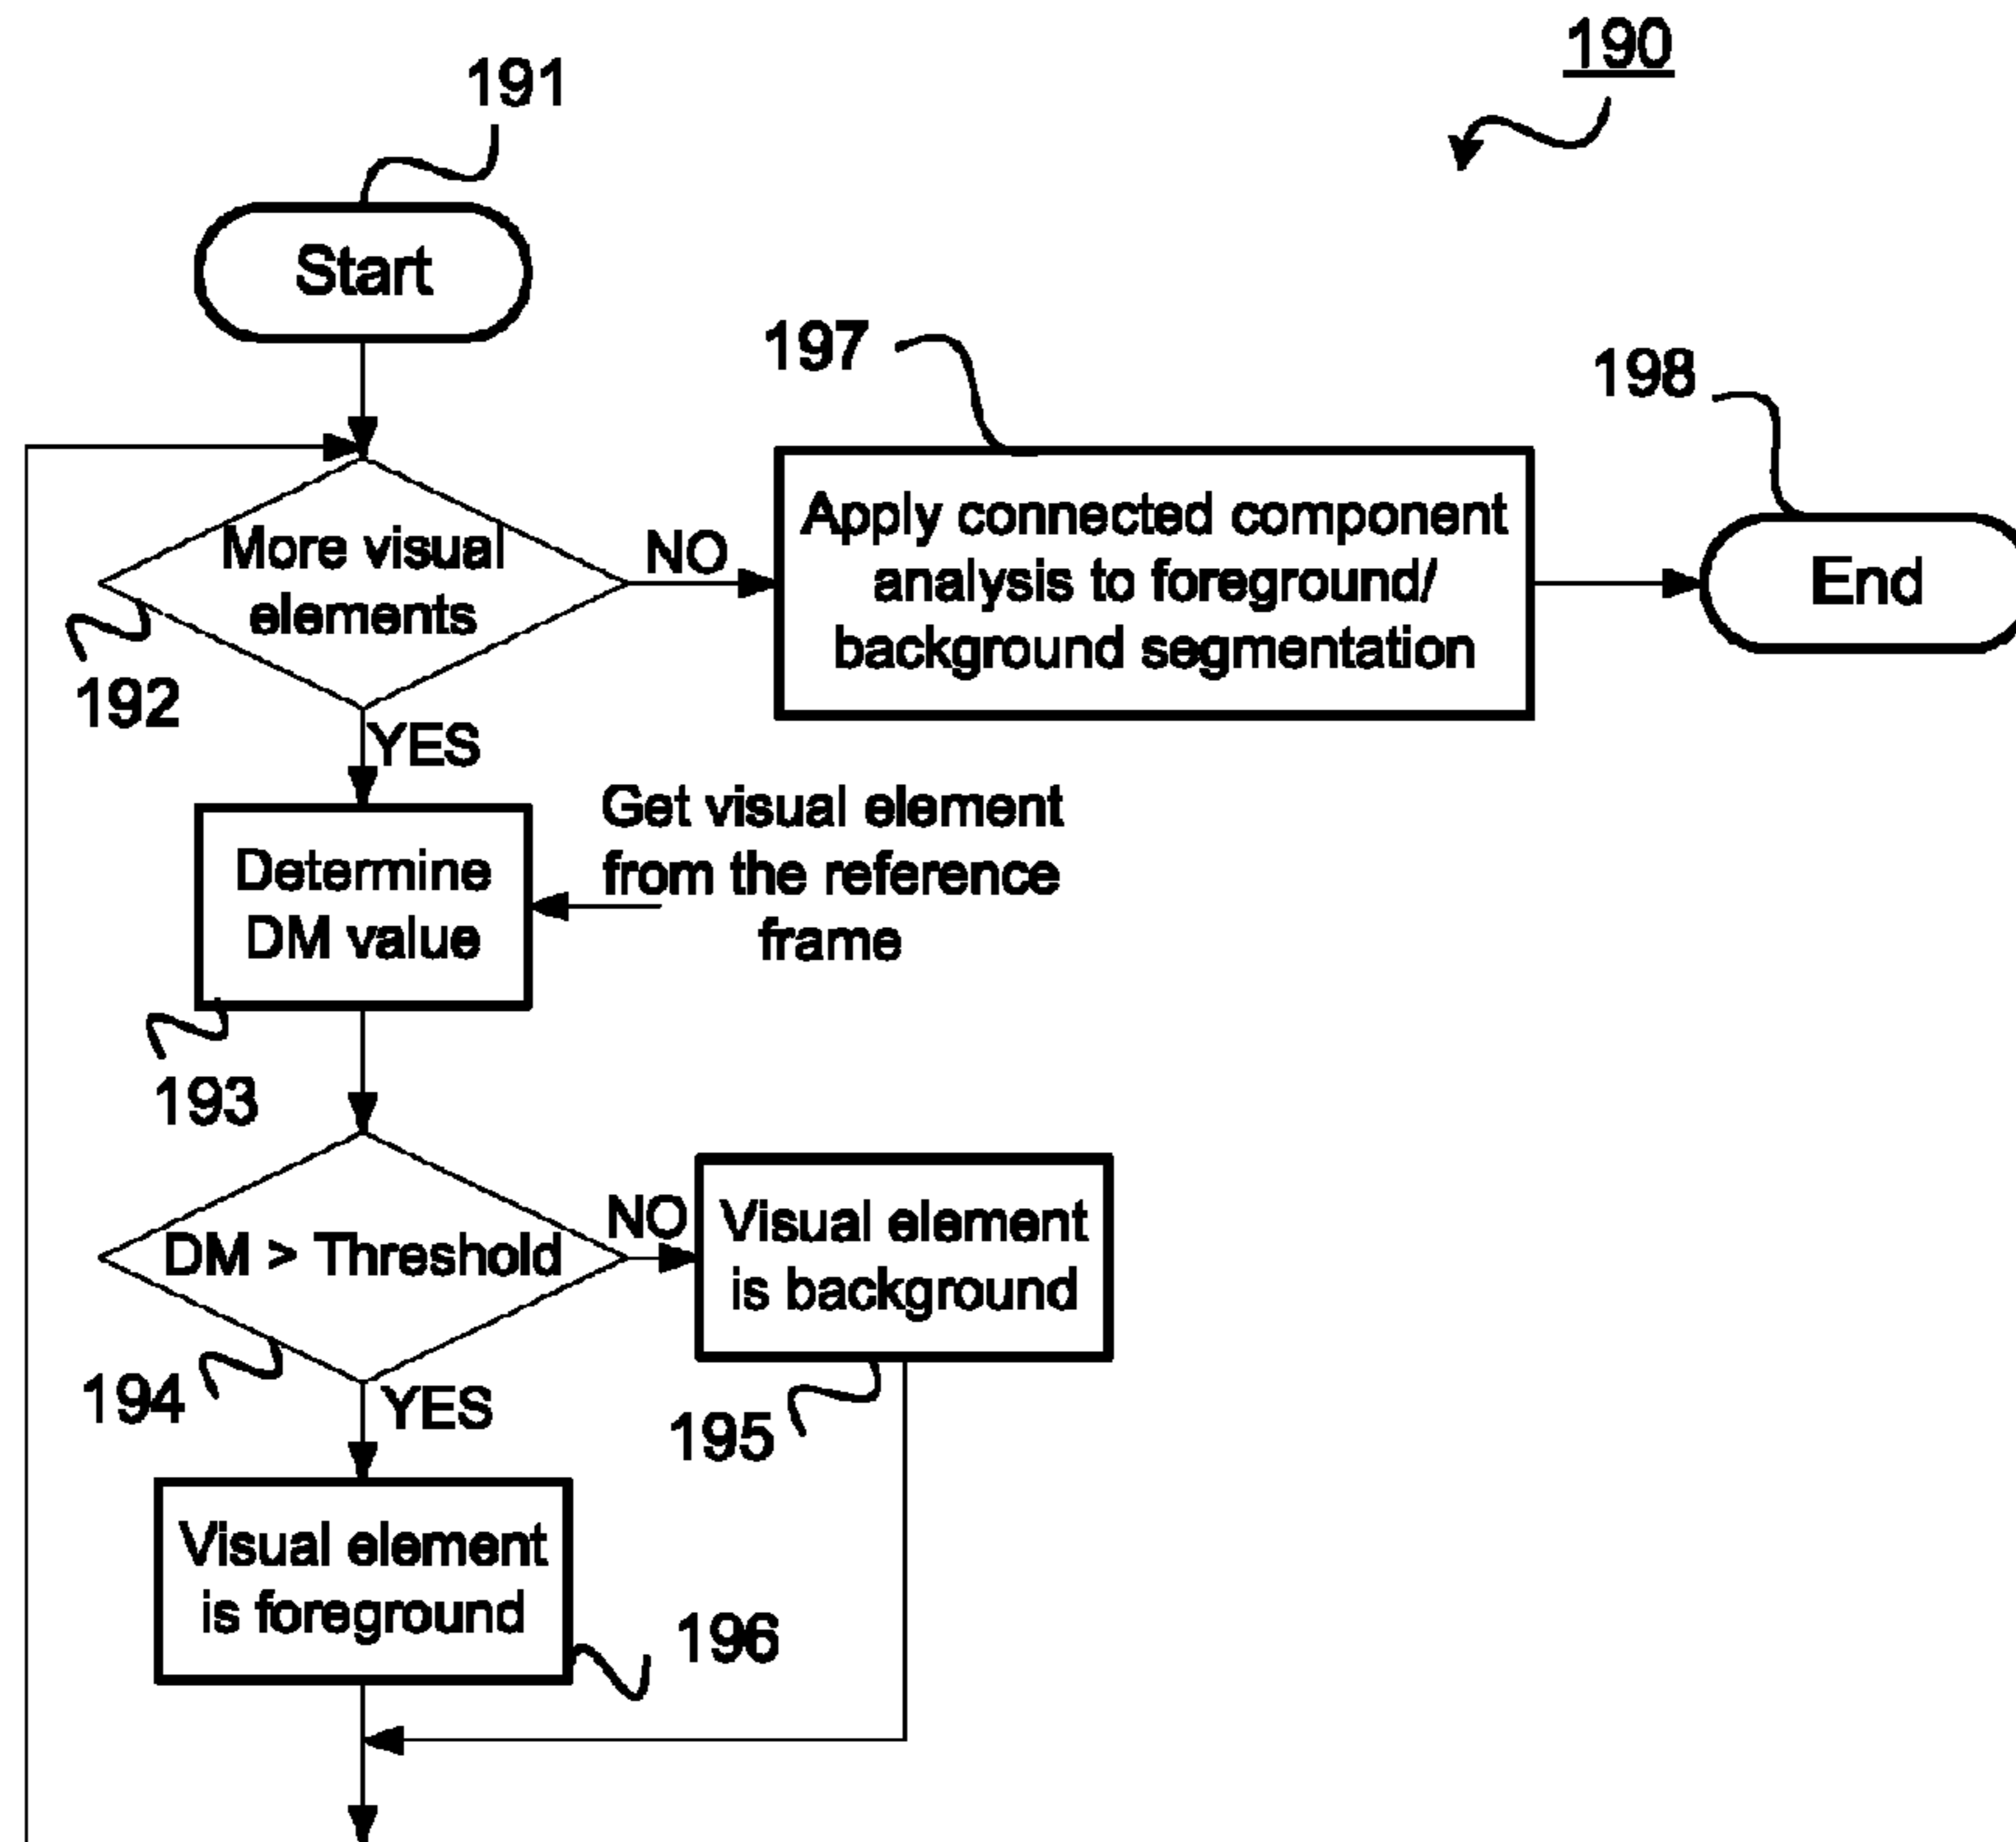 190
191
Start
197
198
More visual
elements
NO
Apply connected component
analysis to foreground/
background segmentation
End
192
YES
Determine
DM value
Get visual element
from the reference
frame
193
DM > Threshold
NO
Visual element
is background
194
YES
195
Visual element
is foreground
196